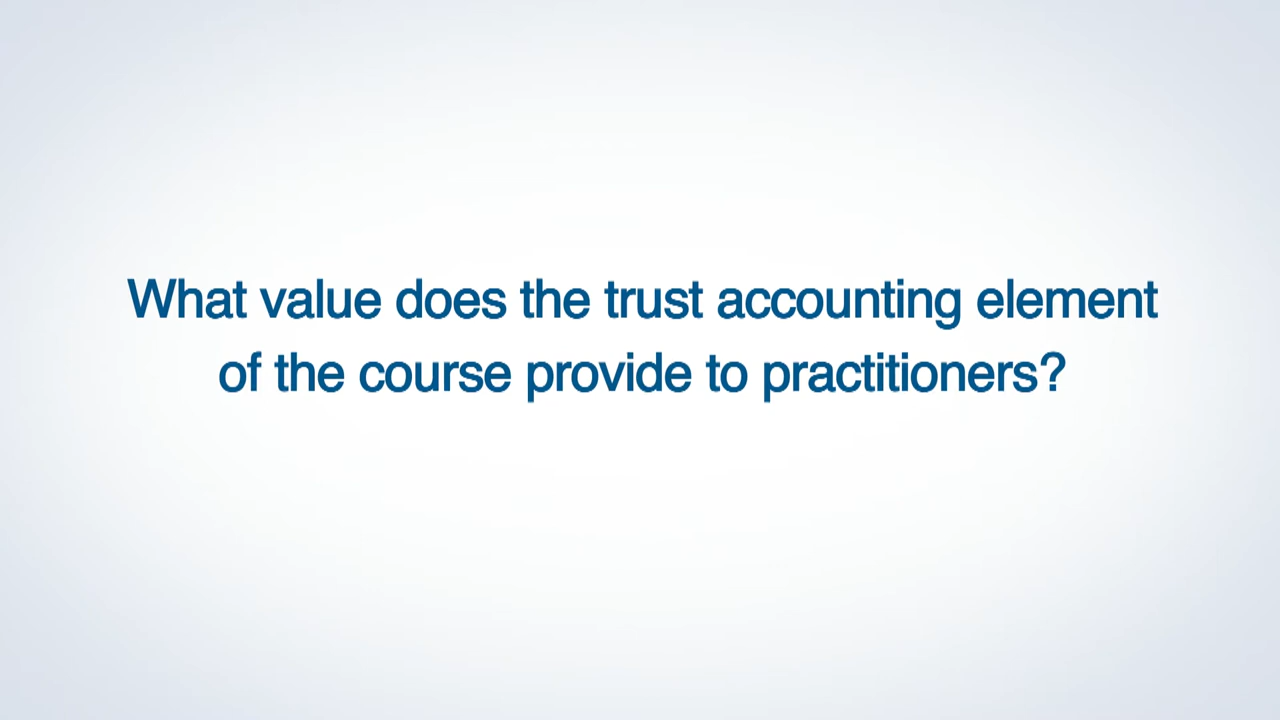 What value does the trust accounting element
of the course provide to practitioners?